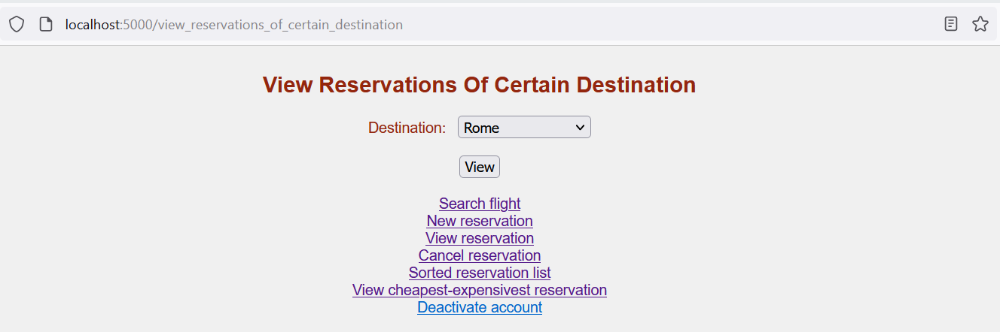 localhost:5000/view_reservations_of_certain_destination
View Reservations Of Certain Destination
Destination: Rome
View
Search flight
New reservation
View reservation
Cancel reservation
Sorted reservation list
View cheapest-expensivest reservation
Deactivate account